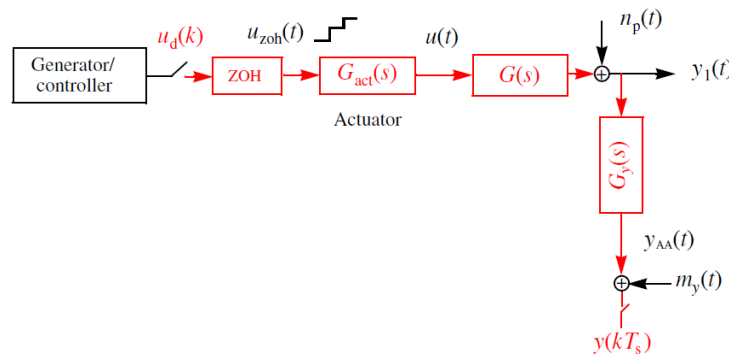 u_d(k)
u_zoh(t)
u(t)
n_p(t)
Generator/
controller
ZOH
G_act(s)
G(s)
+
y_1(t)
Actuator
G_y(s)
y_AA(t)
+
m_y(t)
y(kT_s)